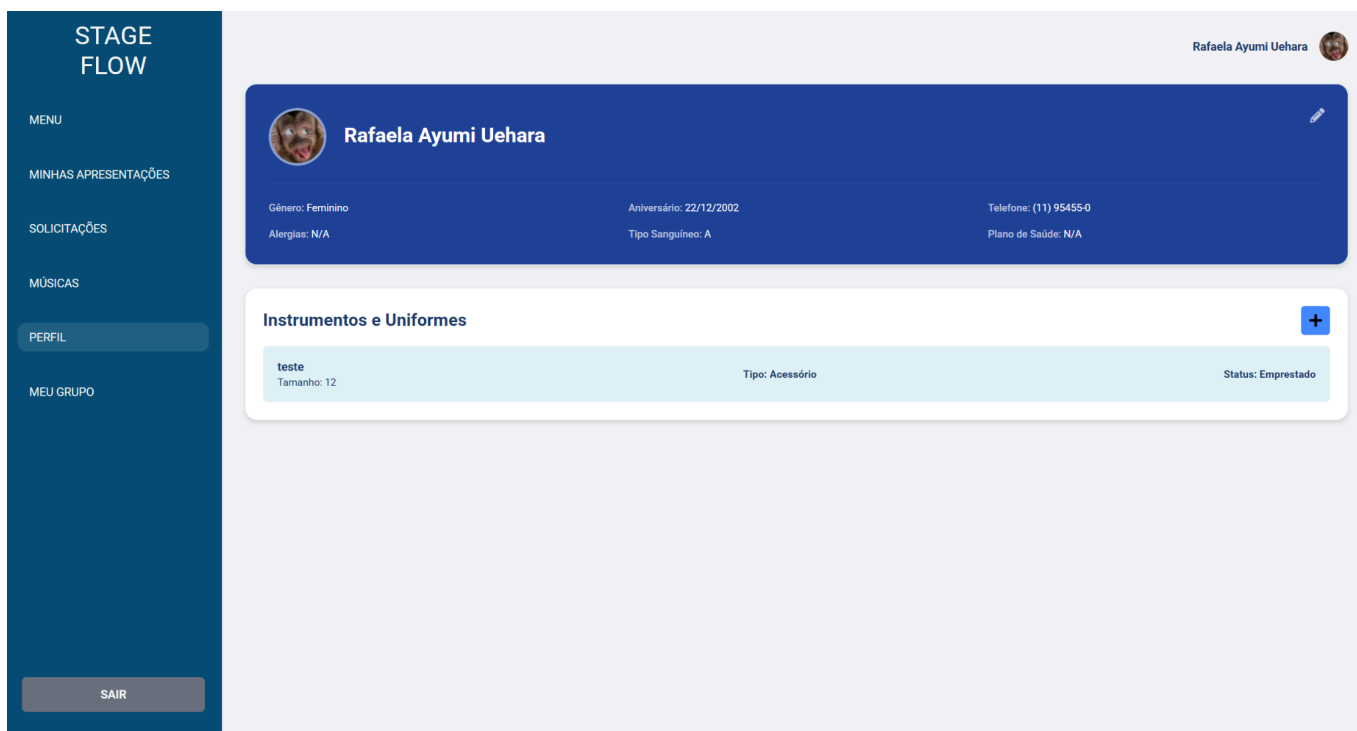 STAGE
FLOW
MENU
MINHAS APRESENTAÇÕES
SOLICITAÇÕES
MÚSICAS
PERFIL
MEU GRUPO
SAIR
Rafaela Ayumi Uehara
Rafaela Ayumi Uehara
Gênero: Feminino Aniversário: 22/12/2002 Telefone: (11) 95455-0
Alergias: N/A Tipo Sanguíneo: A Plano de Saúde: N/A
Instrumentos e Uniformes
teste
Tamanho: 12
Tipo: Acessório
Status: Emprestado